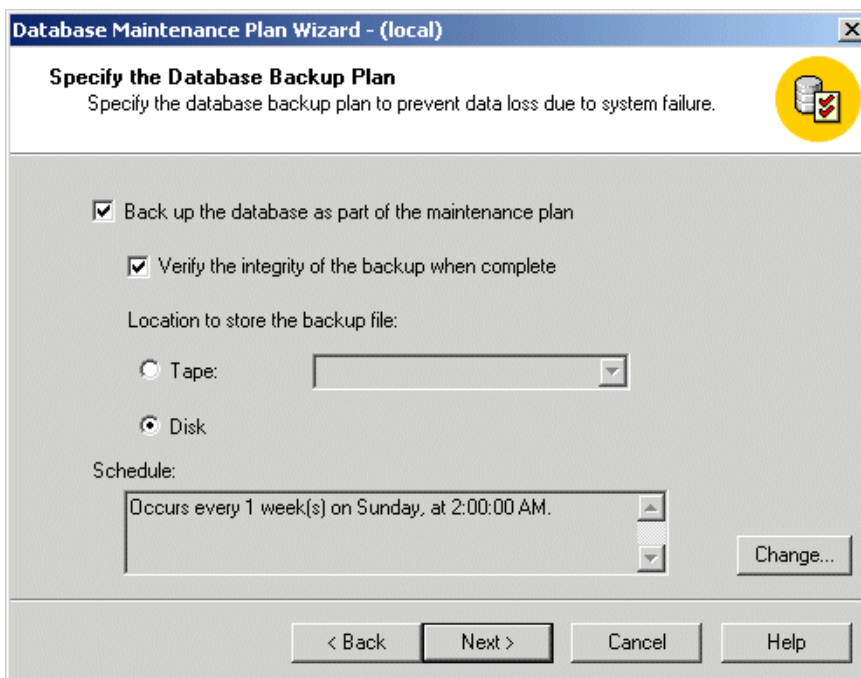 Database Maintenance Plan Wizard - (local)
Specify the Database Backup Plan
Specify the database backup plan to prevent data loss due to system failure.
Back up the database as part of the maintenance plan
Verify the integrity of the backup when complete
Location to store the backup file:
Tape:
Disk
Schedule:
Occurs every 1 week(s) on Sunday, at 2:00:00 AM.
Change...
< Back
Next >
Cancel
Help